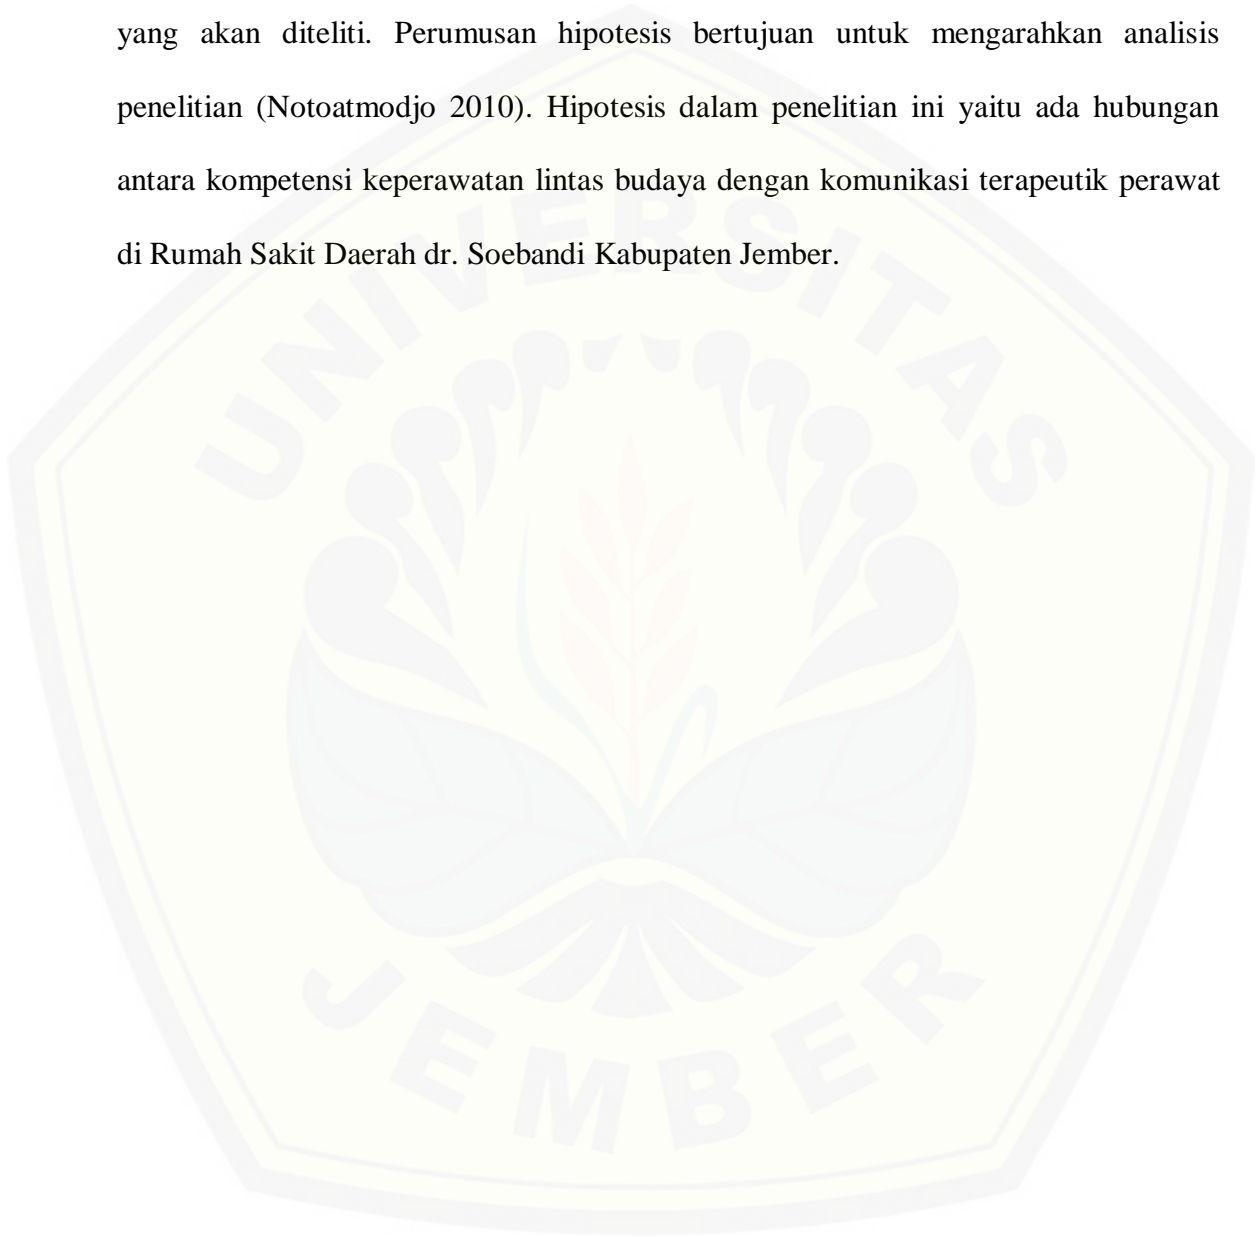 yang akan diteliti. Perumusan hipotesis bertujuan untuk mengarahkan analisis
penelitian (Notoatmodjo 2010). Hipotesis dalam penelitian ini yaitu ada hubungan
antara kompetensi keperawatan lintas budaya dengan komunikasi terapeutik perawat
di Rumah Sakit Daerah dr. Soebandi Kabupaten Jember.
UNIVERSITAS
JEMBER